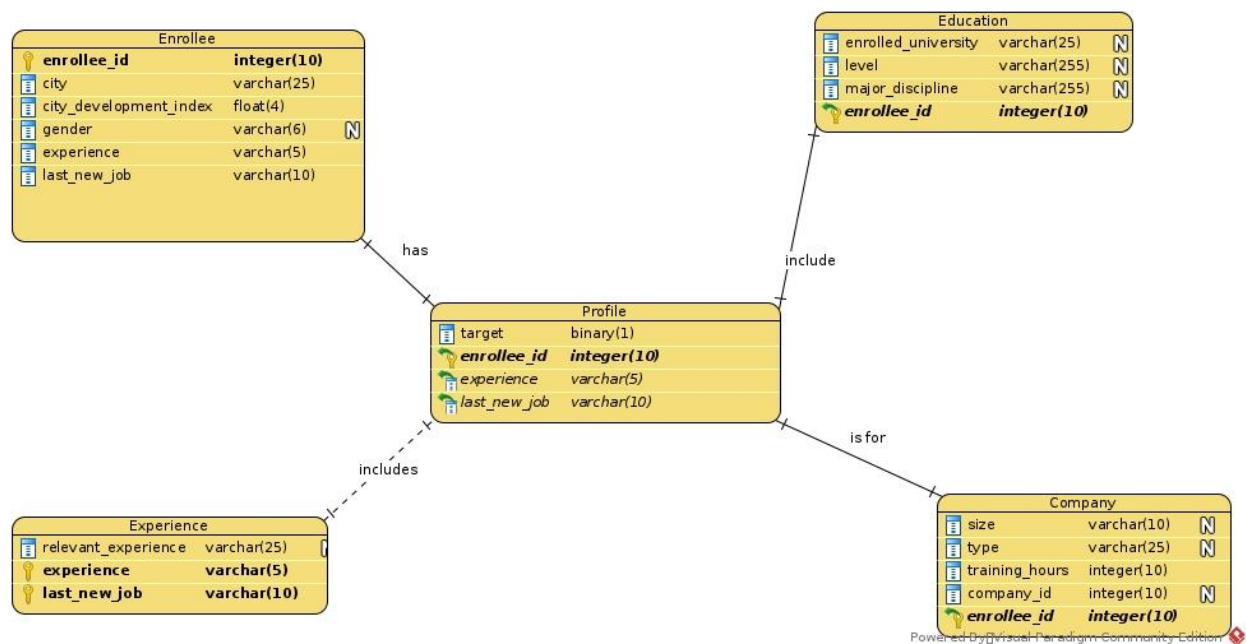 Enrollee
enrollee_id integer(10)
city varchar(25)
city_development_index float(4)
gender varchar(6) N
experience varchar(5)
last_new_job varchar(10)
Education
enrolled_university varchar(25) N
level varchar(255) N
major_discipline varchar(255) N
enrollee_id integer(10)
has
include
Profile
target binary(1)
enrollee_id integer(10)
experience varchar(5)
last_new_job varchar(10)
includes
is for
Experience
relevant_experience varchar(25)
experience varchar(5)
last_new_job varchar(10)
Company
size varchar(10) N
type varchar(25) N
training_hours integer(10)
company_id integer(10) N
enrollee_id integer(10)
Powered By Visual Paradigm Community Edition